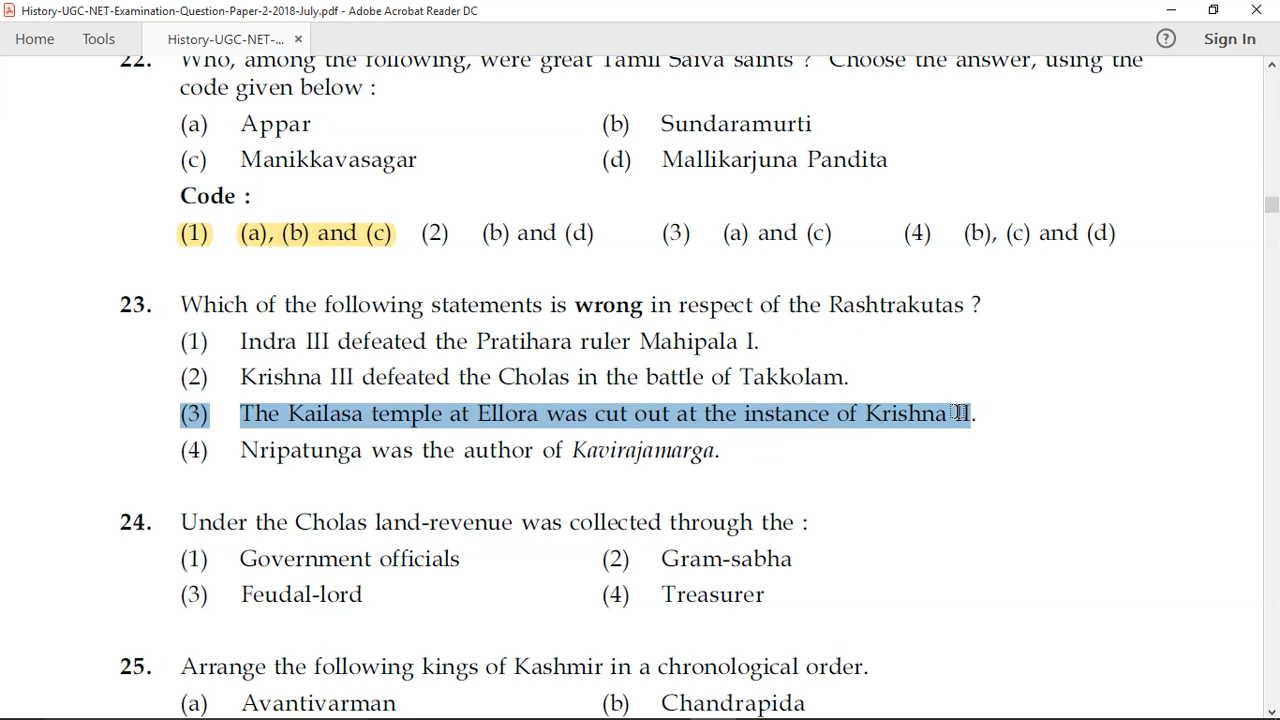 History-UGC-NET-Examination-Question-Paper-2-2018-July.pdf - Adobe Acrobat Reader DC
Home Tools History-UGC-NET-... × ? Sign In
22. Who, among the following, were great Tamil Saiva saints ? Choose the answer, using the
code given below :
(a) Appar (b) Sundaramurti
(c) Manikkavasagar (d) Mallikarjuna Pandita
Code :
(1) (a), (b) and (c) (2) (b) and (d) (3) (a) and (c) (4) (b), (c) and (d)
23. Which of the following statements is wrong in respect of the Rashtrakutas ?
(1) Indra III defeated the Pratihara ruler Mahipala I.
(2) Krishna III defeated the Cholas in the battle of Takkolam.
(3) The Kailasa temple at Ellora was cut out at the instance of Krishna II.
(4) Nripatunga was the author of Kavirajamarga.
24. Under the Cholas land-revenue was collected through the :
(1) Government officials (2) Gram-sabha
(3) Feudal-lord (4) Treasurer
25. Arrange the following kings of Kashmir in a chronological order.
(a) Avantivarman (b) Chandrapida